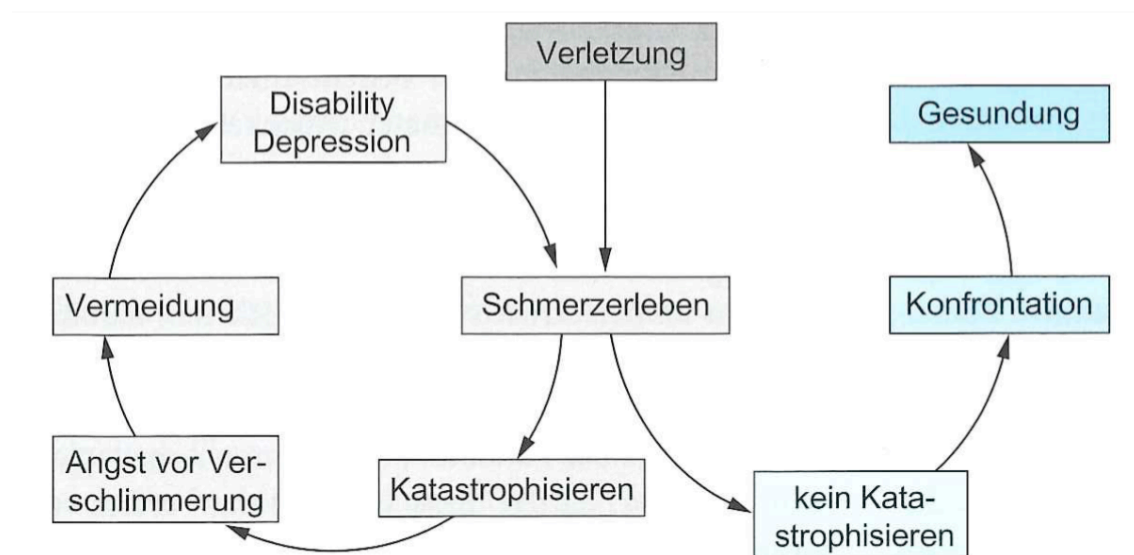 Verletzung
Disability
Depression
Gesundung
Vermeidung
Schmerzerleben
Konfrontation
Angst vor Ver-
schlimmerung
Katastrophisieren
kein Kata-
strophisieren